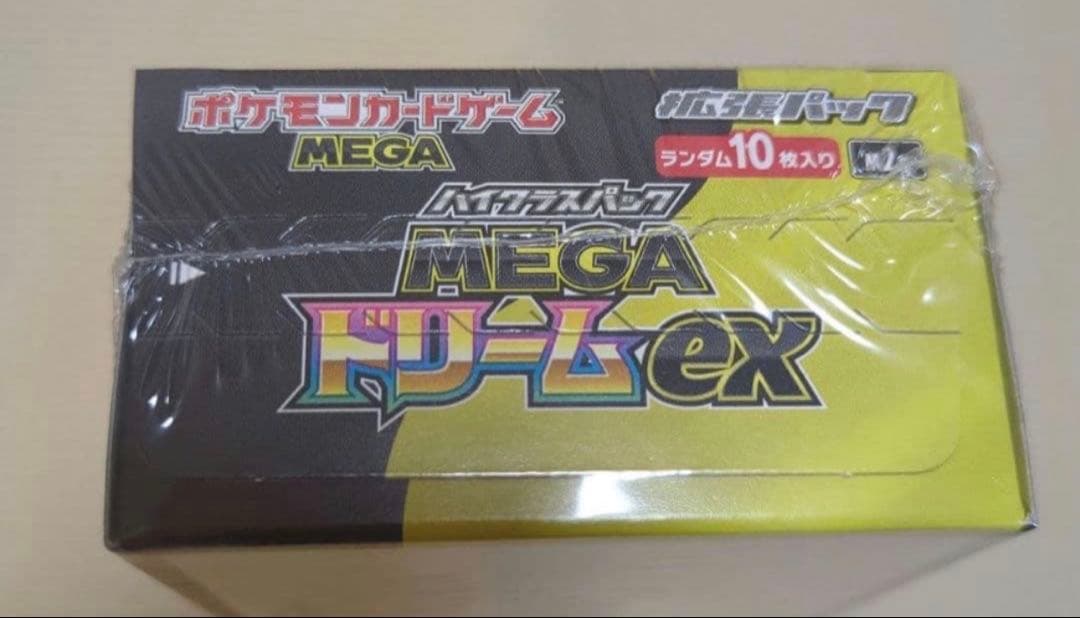 ポケモンカードゲーム
MEGA
拡張パック
ランダム10枚入り
ハイクラスパック
MEGA
ドリームex